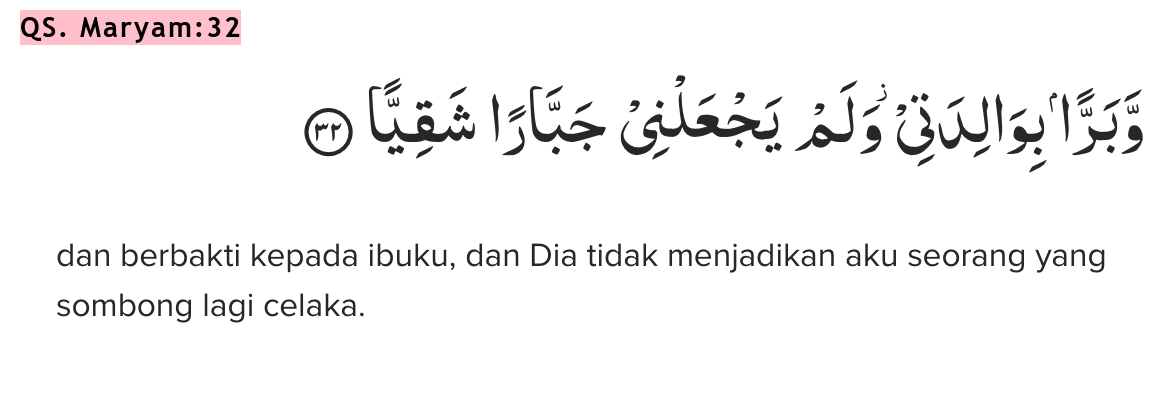 QS. Maryam:32
وَّبَرًّاۢ بِوَالِدَتِيْ ۖوَلَمْ يَجْعَلْنِيْ جَبَّارًا شَقِيًّا ٣٢
dan berbakti kepada ibuku, dan Dia tidak menjadikan aku seorang yang
sombong lagi celaka.